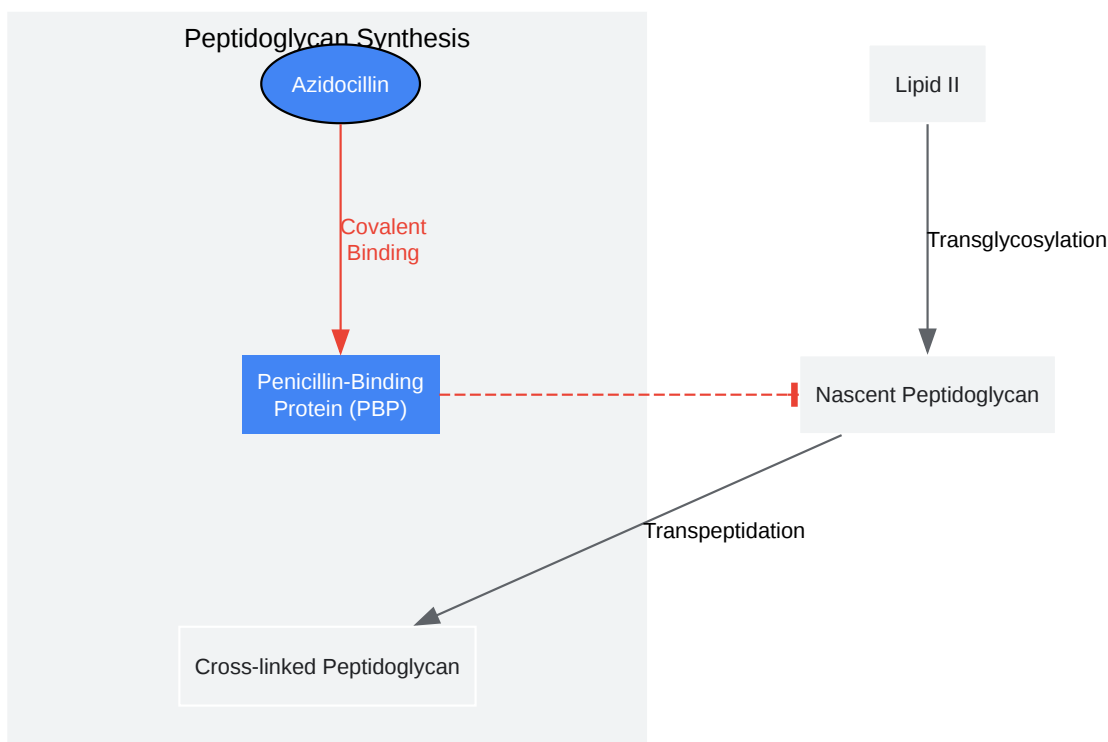 Peptidoglycan Synthesis
Azidocillin
Lipid II
Covalent
Binding
Transglycosylation
Penicillin-Binding
Protein (PBP)
Nascent Peptidoglycan
Transpeptidation
Cross-linked Peptidoglycan